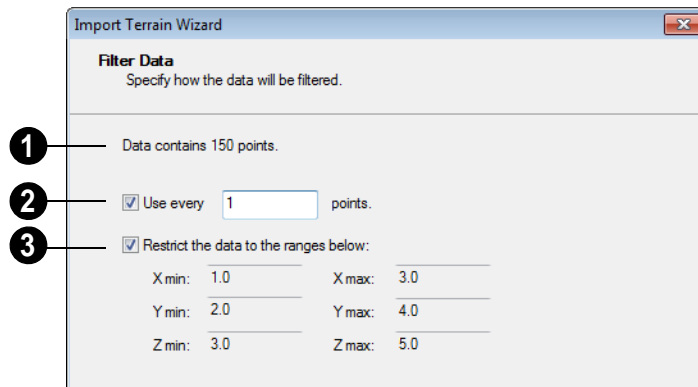 Import Terrain Wizard
Filter Data
Specify how the data will be filtered.
1 Data contains 150 points.
2 Use every 1 points.
3 Restrict the data to the ranges below:
X min: 1.0 X max: 3.0
Y min: 2.0 Y max: 4.0
Z min: 3.0 Z max: 5.0